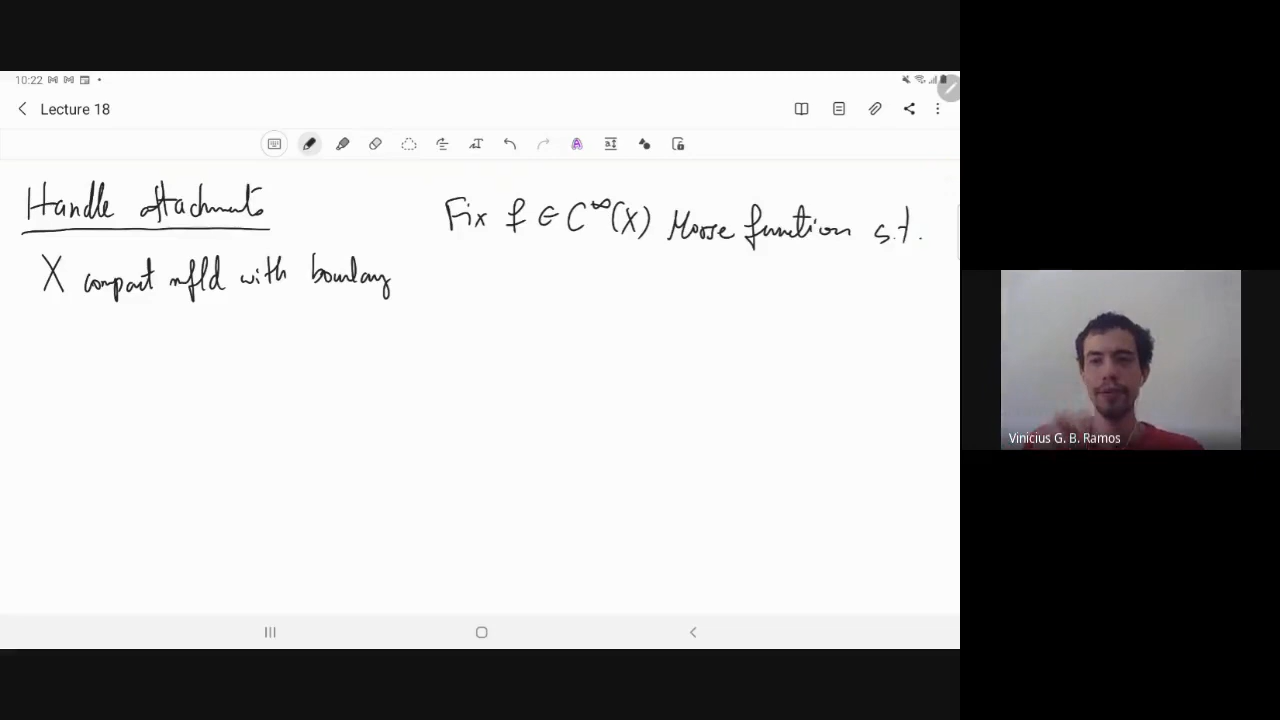 10:22
Lecture 18
Handle attachments
Fix f ∈ C^∞(X) Morse function s.t.
X compact mfld with boundary
Vinicius G. B. Ramos